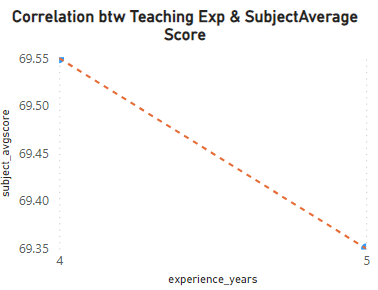 Correlation btw Teaching Exp & SubjectAverage
Score
69.55
69.50
69.45
69.40
69.35
subject_avgscore
4
5
experience_years